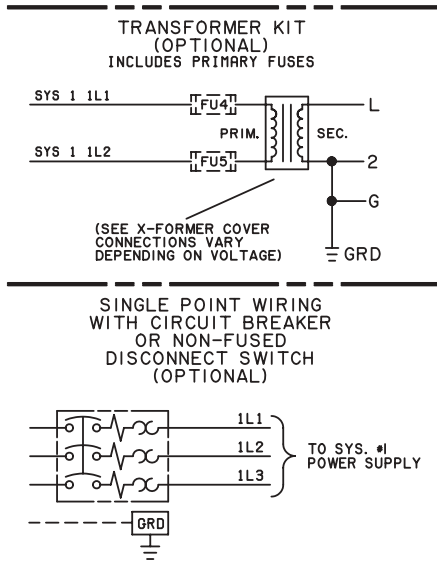 TRANSFORMER KIT
(OPTIONAL)
INCLUDES PRIMARY FUSES
SYS 1 1L1
FU4
L
PRIM.
SEC.
SYS 1 1L2
FU5
2
G
(SEE X-FORMER COVER
CONNECTIONS VARY
DEPENDING ON VOLTAGE)
GRD
SINGLE POINT WIRING
WITH CIRCUIT BREAKER
OR NON-FUSED
DISCONNECT SWITCH
(OPTIONAL)
1L1
1L2
1L3
TO SYS. #1
POWER SUPPLY
GRD